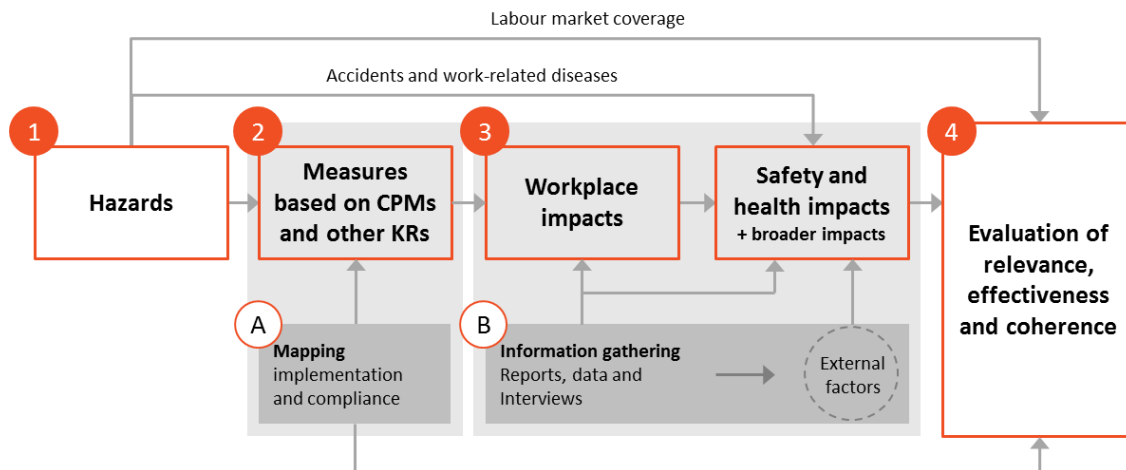 Labour market coverage
Accidents and work-related diseases
1
2
3
4
Hazards
Measures
based on CPMs
and other KRs
Workplace
impacts
Safety and
health impacts
+ broader impacts
Evaluation of
relevance,
effectiveness
and coherence
A
Mapping
implementation
and compliance
B
Information gathering
Reports, data and
Interviews
External
factors